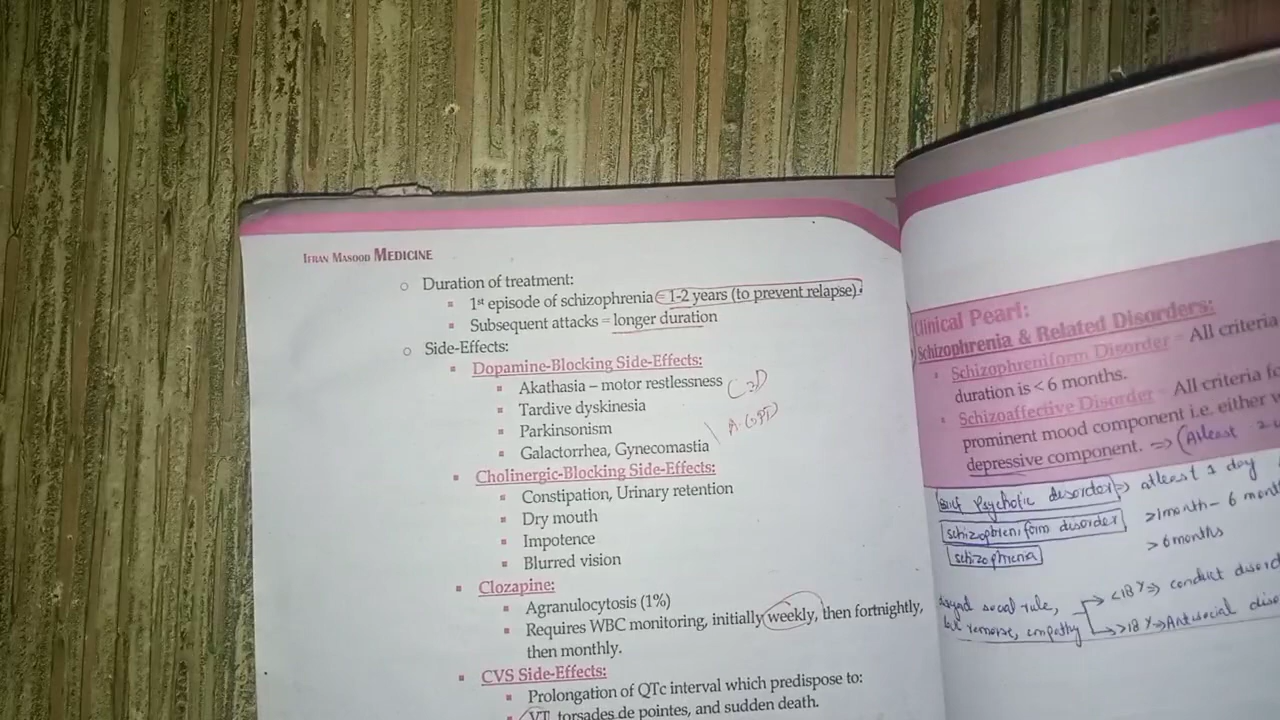 IFRAN MASOOD MEDICINE
○ Duration of treatment:
▪ 1st episode of schizophrenia = 1-2 years (to prevent relapse).
▪ Subsequent attacks = longer duration
○ Side-Effects:
▪ Dopamine-Blocking Side-Effects:
▪ Akathasia – motor restlessness
▪ Tardive dyskinesia
▪ Parkinsonism
▪ Galactorrhea, Gynecomastia
▪ Cholinergic-Blocking Side-Effects:
▪ Constipation, Urinary retention
▪ Dry mouth
▪ Impotence
▪ Blurred vision
▪ Clozapine:
▪ Agranulocytosis (1%)
▪ Requires WBC monitoring, initially weekly, then fortnightly,
then monthly.
▪ CVS Side-Effects:
▪ Prolongation of QTc interval which predispose to:
▪ VT, torsades de pointes, and sudden death.
Clinical Pearl:
Schizophrenia & Related Disorders:
▪ Schizophreniform Disorder = All criteria
duration is < 6 months.
▪ Schizoaffective Disorder = All criteria
prominent mood component i.e. either
depressive component. => (Atleast
Psychotic disorder => atleast 1 day
schizophreniform disorder >1month - 6
schizophrenia > 6 months
social rule, <18 Y => conduct
remorse, empathy >18 Y => Antisocial